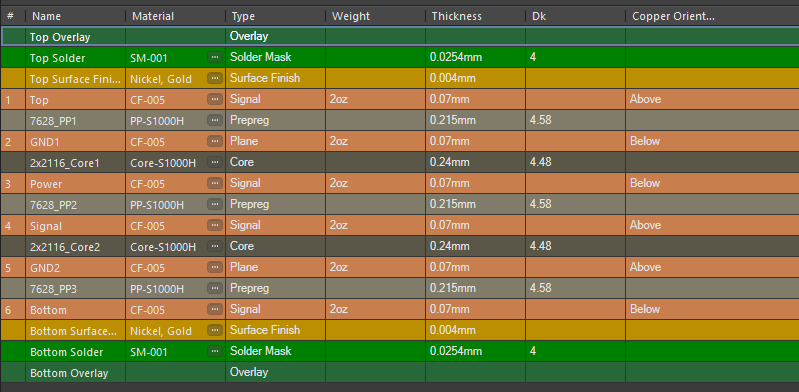 # Name Material Type Weight Thickness Dk Copper Orient...
Top Overlay Overlay
Top Solder SM-001 ... Solder Mask 0.0254mm 4
Top Surface Fini... Nickel, Gold ... Surface Finish 0.004mm
1 Top CF-005 ... Signal 2oz 0.07mm Above
7628_PP1 PP-S1000H ... Prepreg 0.215mm 4.58
2 GND1 CF-005 ... Plane 2oz 0.07mm Below
2x2116_Core1 Core-S1000H ... Core 0.24mm 4.48
3 Power CF-005 ... Signal 2oz 0.07mm Below
7628_PP2 PP-S1000H ... Prepreg 0.215mm 4.58
4 Signal CF-005 ... Signal 2oz 0.07mm Above
2x2116_Core2 Core-S1000H ... Core 0.24mm 4.48
5 GND2 CF-005 ... Plane 2oz 0.07mm Above
7628_PP3 PP-S1000H ... Prepreg 0.215mm 4.58
6 Bottom CF-005 ... Signal 2oz 0.07mm Below
Bottom Surface... Nickel, Gold ... Surface Finish 0.004mm
Bottom Solder SM-001 ... Solder Mask 0.0254mm 4
Bottom Overlay Overlay